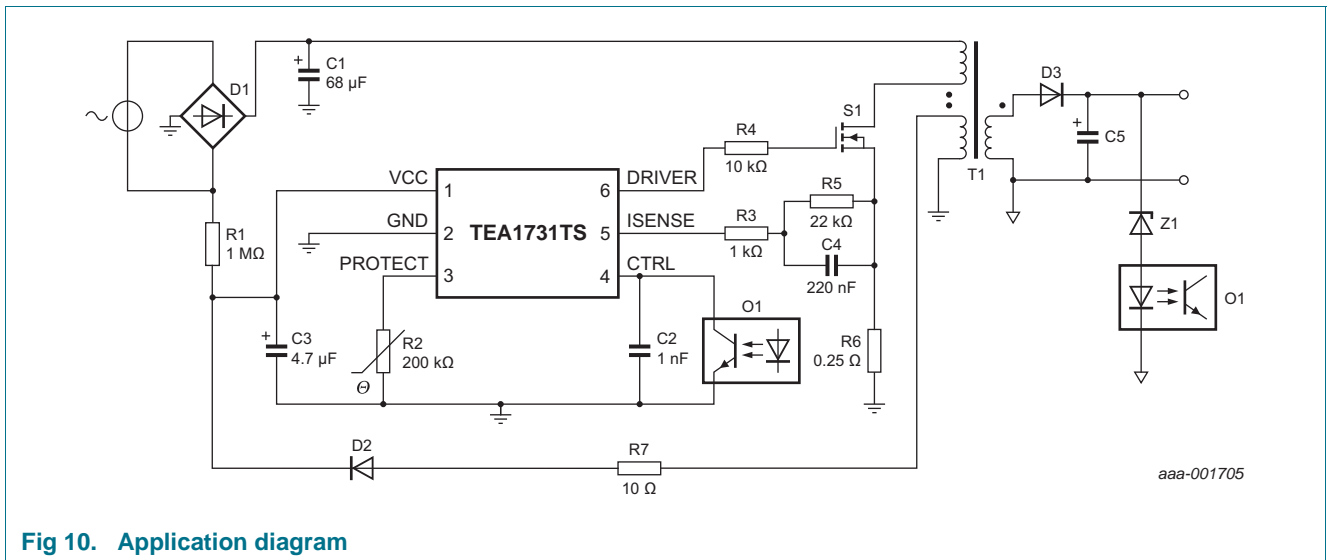 C1
68 µF
D1
D3
S1
R4
10 kΩ
C5
T1
VCC
1
6
DRIVER
R5
22 kΩ
GND
2
TEA1731TS
5
ISENSE
R3
1 kΩ
Z1
R1
1 MΩ
PROTECT
3
4
CTRL
C4
220 nF
O1
O1
C3
4.7 µF
R2
200 kΩ
Θ
C2
1 nF
R6
0.25 Ω
D2
R7
10 Ω
aaa-001705
Fig 10. Application diagram